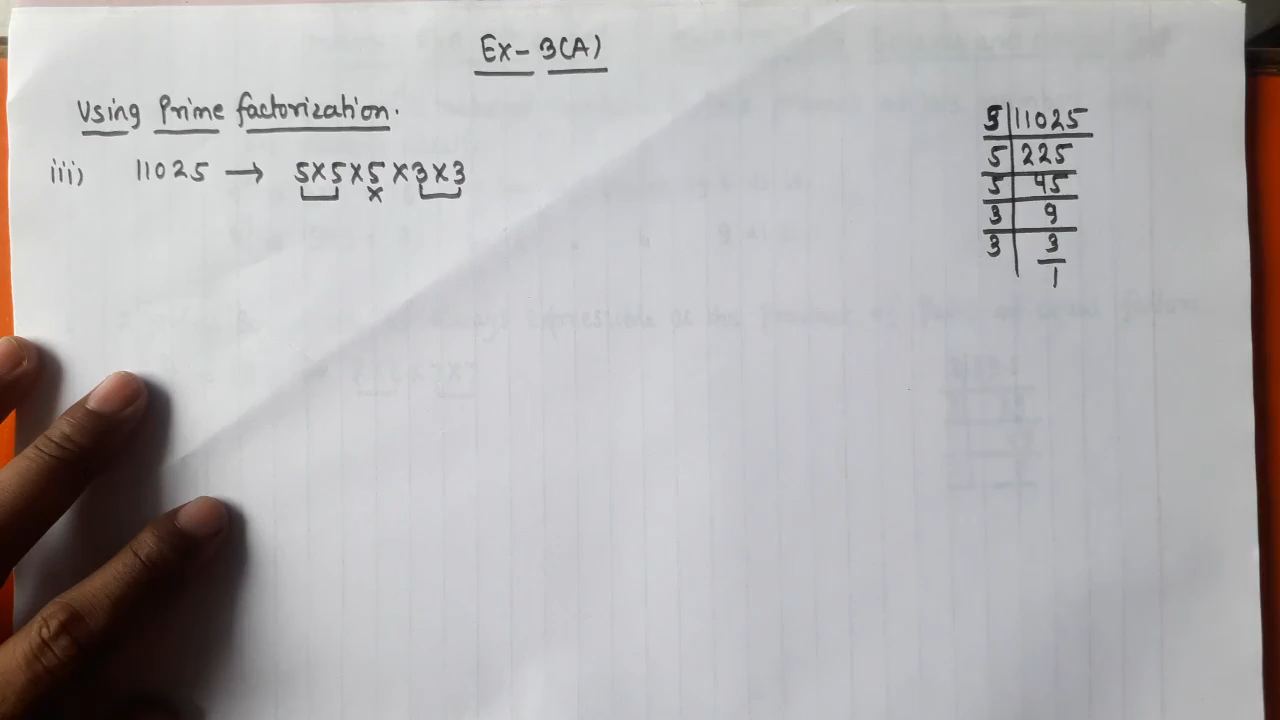 Ex- 3(A)
Using Prime factorization.
iii) 11025 → 5×5×5×3×3
×
5 | 11025
5 | 225
5 | 45
3 | 9
3 | 3
1